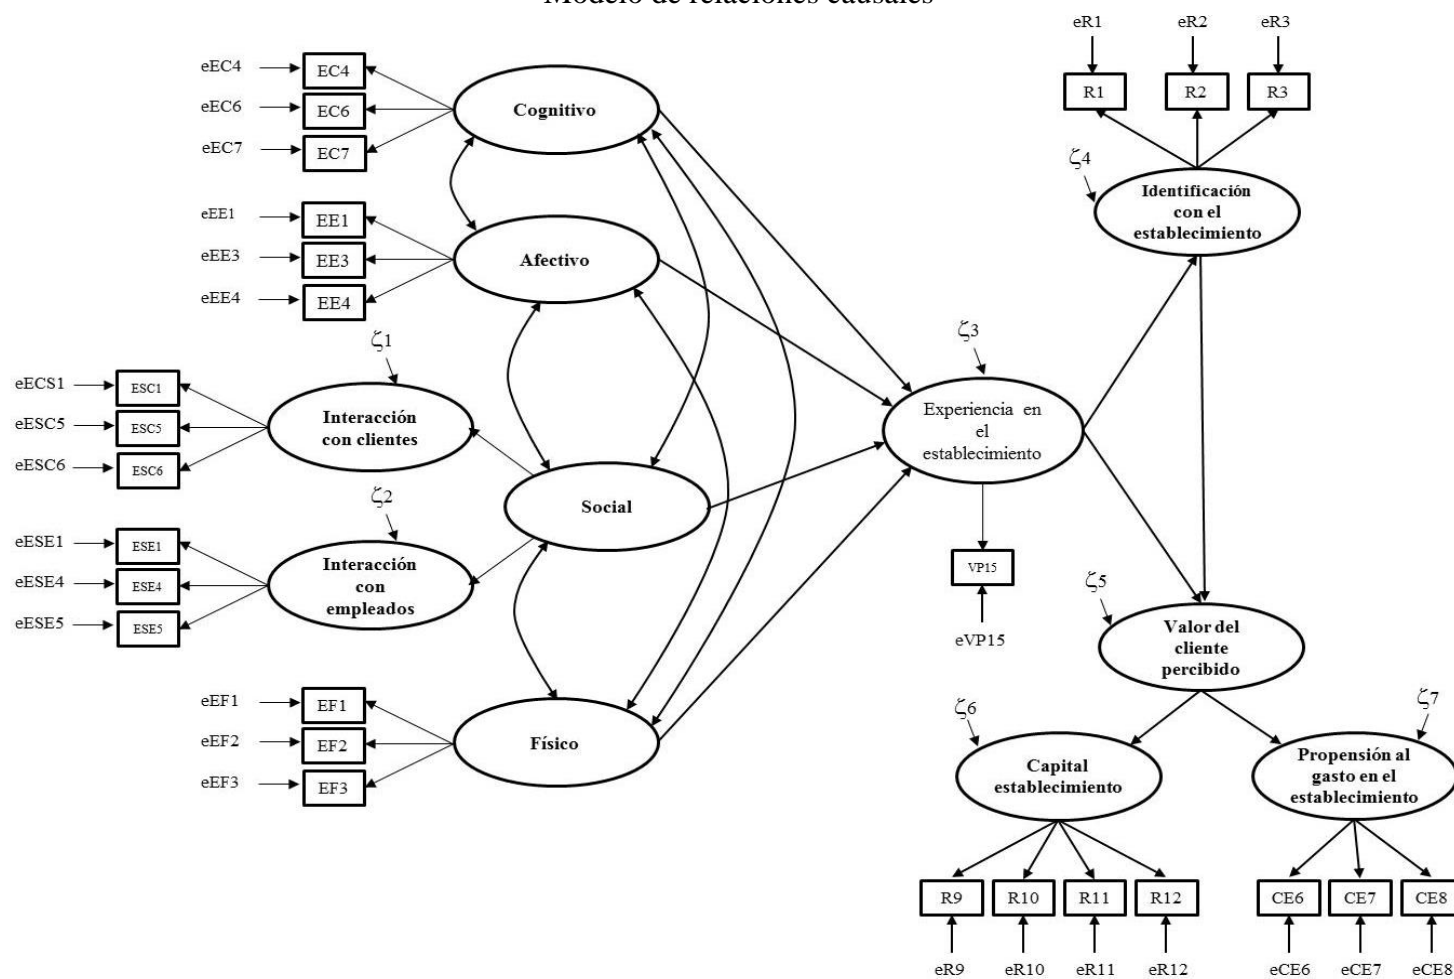 Modelo de relaciones causales
eR1
eR2
eR3
R1
R2
R3
ζ4
Identificación
con el
establecimiento
eEC4
EC4
eEC6
EC6
eEC7
EC7
Cognitivo
eEE1
EE1
eEE3
EE3
eEE4
EE4
Afectivo
ζ1
eECS1
ESC1
eESC5
ESC5
eESC6
ESC6
Interacción
con clientes
ζ2
eESE1
ESE1
eESE4
ESE4
eESE5
ESE5
Interacción
con
empleados
Social
eEF1
EF1
eEF2
EF2
eEF3
EF3
Físico
ζ3
Experiencia en
el
establecimiento
VP15
eVP15
ζ5
Valor del
cliente
percibido
ζ6
Capital
establecimiento
ζ7
Propensión al
gasto en el
establecimiento
R9
R10
R11
R12
CE6
CE7
CE8
eR9
eR10
eR11
eR12
eCE6
eCE7
eCE8